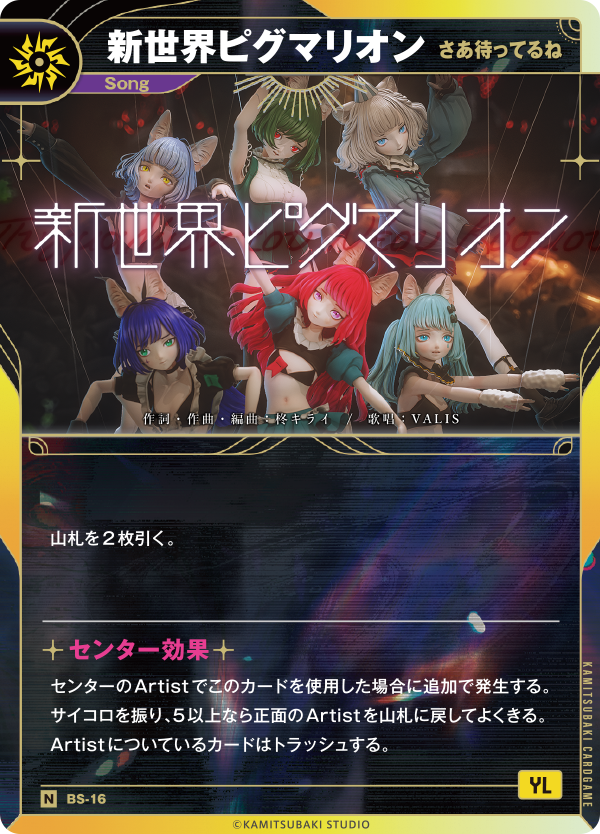 新世界ピグマリオン さあ待ってるね
Song
新世界ピグマリオン
作詞・作曲・編曲:柊キライ / 歌唱:VALIS
山札を2枚引く。
センター効果
センターのArtistでこのカードを使用した場合に追加で発生する。
サイコロを振り、5以上なら正面のArtistを山札に戻してよくきる。
Artistについているカードはトラッシュする。
KAMITSUBAKI CARDGAME
YL
N BS-16
©KAMITSUBAKI STUDIO